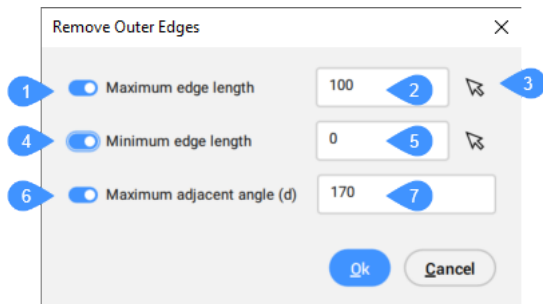 Remove Outer Edges
1 Maximum edge length 100 2 3
4 Minimum edge length 0 5
6 Maximum adjacent angle (d) 170 7
Ok Cancel